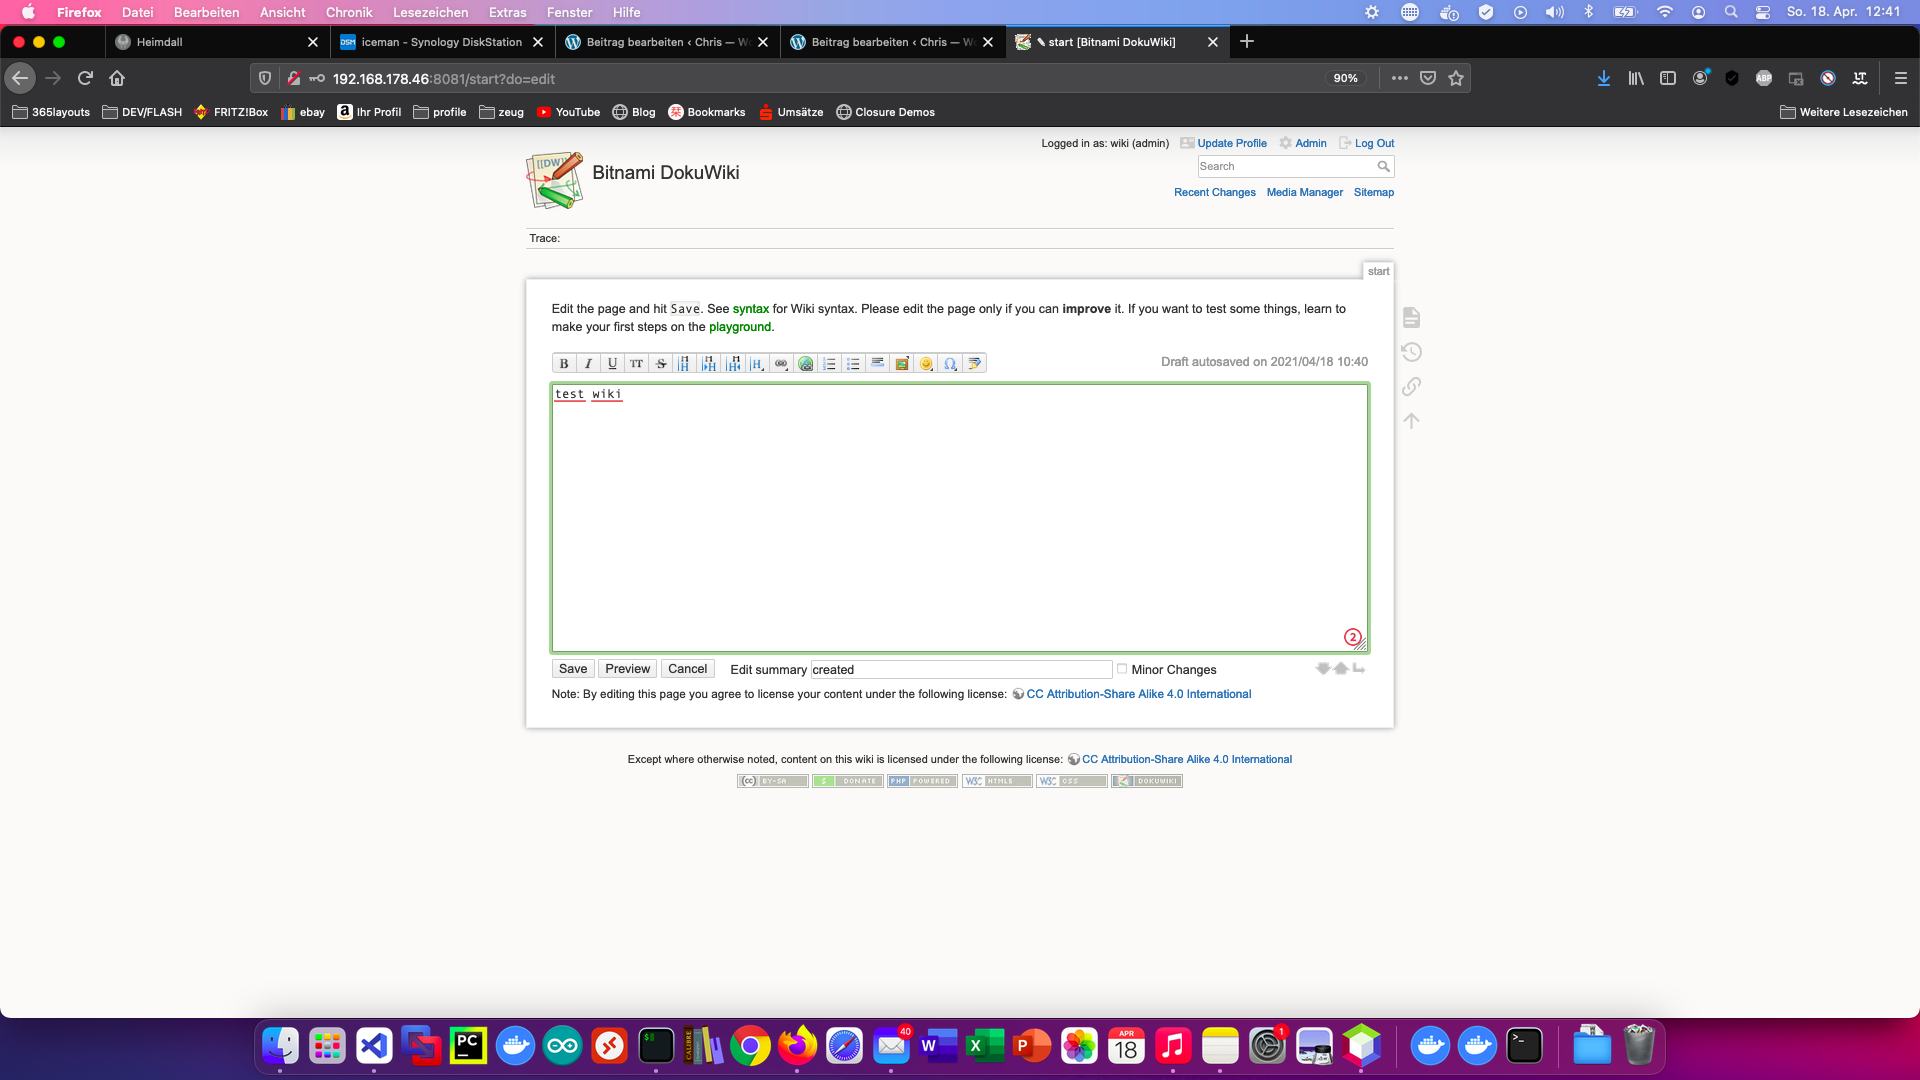 Firefox Datei Bearbeiten Ansicht Chronik Lesezeichen Extras Fenster Hilfe So. 18. Apr. 12:41
Heimdall
DSM iceman - Synology DiskStation
Beitrag bearbeiten ‹ Chris — W
Beitrag bearbeiten ‹ Chris — W
start [Bitnami DokuWiki]
192.168.178.46:8081/start?do=edit 90% ABP
365layouts DEV/FLASH FRITZ!Box ebay Ihr Profil profile zeug YouTube Blog Bookmarks Umsätze Closure Demos Weitere Lesezeichen
Logged in as: wiki (admin) Update Profile Admin Log Out
[[DW]]
Bitnami DokuWiki
Search
Recent Changes Media Manager Sitemap
Trace:
start
Edit the page and hit Save. See syntax for Wiki syntax. Please edit the page only if you can improve it. If you want to test some things, learn to
make your first steps on the playground.
B I U TT S H H H H Ω
Draft autosaved on 2021/04/18 10:40
test wiki
2
Save Preview Cancel Edit summary created Minor Changes
Note: By editing this page you agree to license your content under the following license: CC Attribution-Share Alike 4.0 International
Except where otherwise noted, content on this wiki is licensed under the following license: CC Attribution-Share Alike 4.0 International
(cc) BY-SA $ DONATE PHP POWERED W3C HTML5 W3C CSS DOKUWIKI
PC CALIBRE 40 W X P APR 18 1